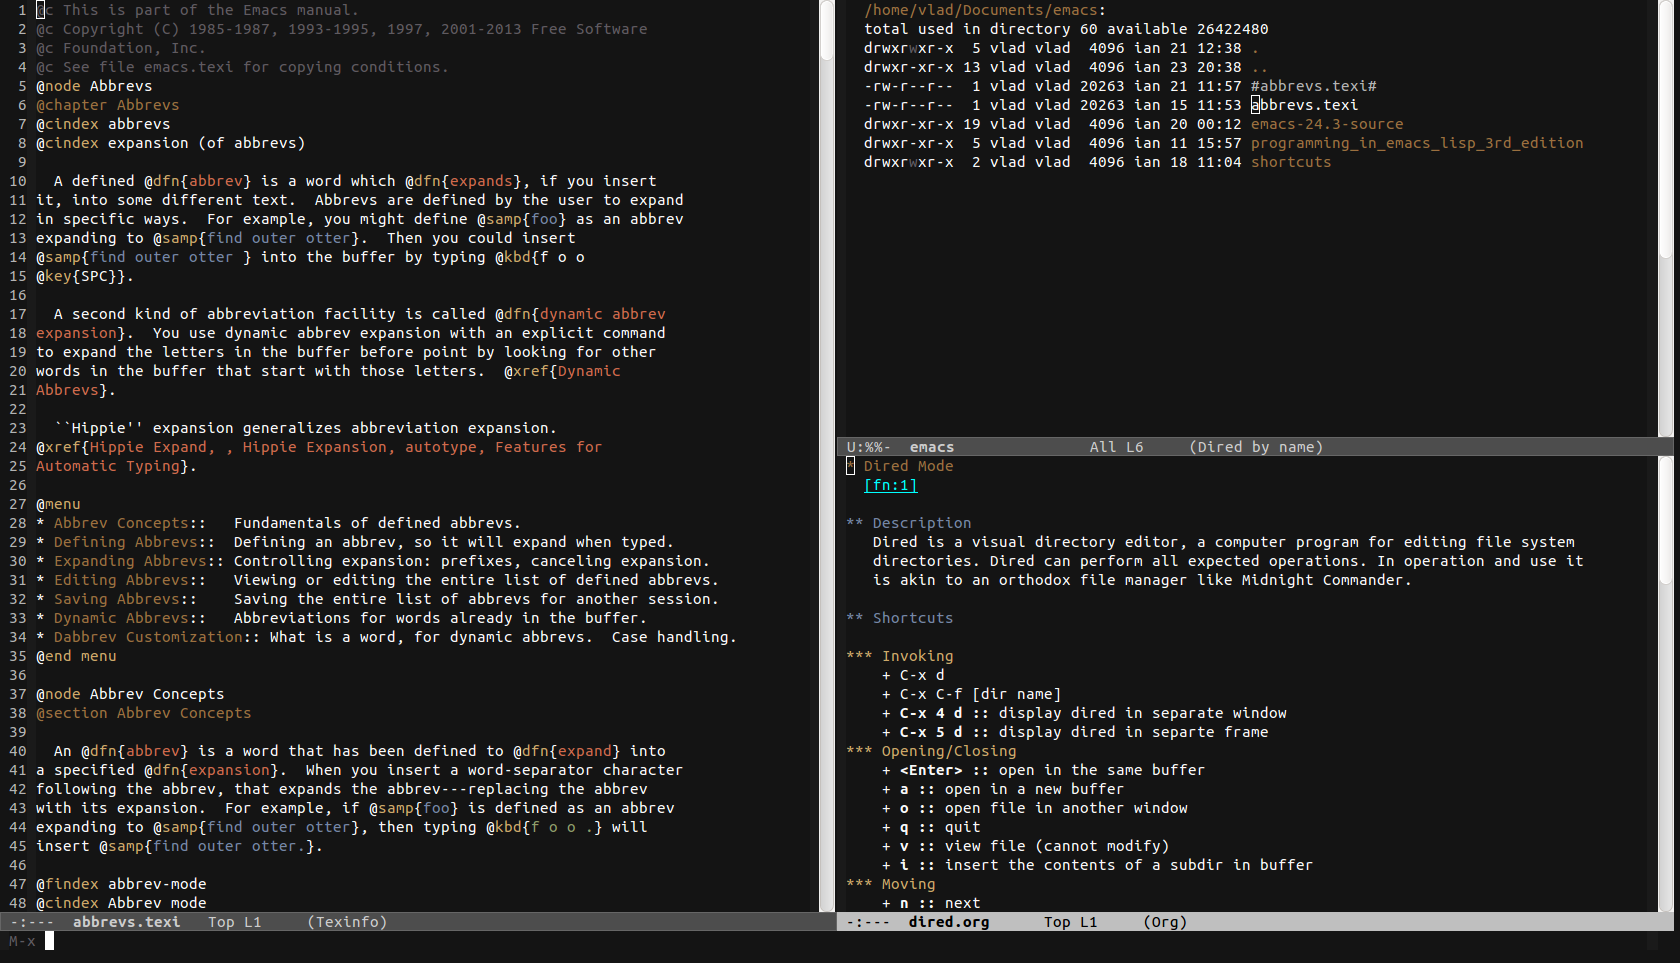 1 @c This is part of the Emacs manual.
2 @c Copyright (C) 1985-1987, 1993-1995, 1997, 2001-2013 Free Software
3 @c Foundation, Inc.
4 @c See file emacs.texi for copying conditions.
5 @node Abbrevs
6 @chapter Abbrevs
7 @cindex abbrevs
8 @cindex expansion (of abbrevs)
9
10   A defined @dfn{abbrev} is a word which @dfn{expands}, if you insert
11 it, into some different text.  Abbrevs are defined by the user to expand
12 in specific ways.  For example, you might define @samp{foo} as an abbrev
13 expanding to @samp{find outer otter}.  Then you could insert
14 @samp{find outer otter } into the buffer by typing @kbd{f o o
15 @key{SPC}}.
16
17   A second kind of abbreviation facility is called @dfn{dynamic abbrev
18 expansion}.  You use dynamic abbrev expansion with an explicit command
19 to expand the letters in the buffer before point by looking for other
20 words in the buffer that start with those letters.  @xref{Dynamic
21 Abbrevs}.
22
23   ``Hippie'' expansion generalizes abbreviation expansion.
24 @xref{Hippie Expand, , Hippie Expansion, autotype, Features for
25 Automatic Typing}.
26
27 @menu
28 * Abbrev Concepts::   Fundamentals of defined abbrevs.
29 * Defining Abbrevs::  Defining an abbrev, so it will expand when typed.
30 * Expanding Abbrevs:: Controlling expansion: prefixes, canceling expansion.
31 * Editing Abbrevs::   Viewing or editing the entire list of defined abbrevs.
32 * Saving Abbrevs::    Saving the entire list of abbrevs for another session.
33 * Dynamic Abbrevs::   Abbreviations for words already in the buffer.
34 * Dabbrev Customization:: What is a word, for dynamic abbrevs.  Case handling.
35 @end menu
36
37 @node Abbrev Concepts
38 @section Abbrev Concepts
39
40   An @dfn{abbrev} is a word that has been defined to @dfn{expand} into
41 a specified @dfn{expansion}.  When you insert a word-separator character
42 following the abbrev, that expands the abbrev---replacing the abbrev
43 with its expansion.  For example, if @samp{foo} is defined as an abbrev
44 expanding to @samp{find outer otter}, then typing @kbd{f o o .} will
45 insert @samp{find outer otter.}.
46
47 @findex abbrev-mode
48 @cindex Abbrev mode
-:---  abbrevs.texi   Top L1     (Texinfo)
M-x
/home/vlad/Documents/emacs:
total used in directory 60 available 26422480
drwxrwxr-x  5 vlad vlad  4096 ian 21 12:38 .
drwxr-xr-x 13 vlad vlad  4096 ian 23 20:38 ..
-rw-r--r--  1 vlad vlad 20263 ian 21 11:57 #abbrevs.texi#
-rw-r--r--  1 vlad vlad 20263 ian 15 11:53 abbrevs.texi
drwxr-xr-x 19 vlad vlad  4096 ian 20 00:12 emacs-24.3-source
drwxr-xr-x  5 vlad vlad  4096 ian 11 15:57 programming_in_emacs_lisp_3rd_edition
drwxrwxr-x  2 vlad vlad  4096 ian 18 11:04 shortcuts
U:%%-  emacs               All L6     (Dired by name)
* Dired Mode
[fn:1]
** Description
Dired is a visual directory editor, a computer program for editing file system
directories. Dired can perform all expected operations. In operation and use it
is akin to an orthodox file manager like Midnight Commander.
** Shortcuts
*** Invoking
+ C-x d
+ C-x C-f [dir name]
+ C-x 4 d :: display dired in separate window
+ C-x 5 d :: display dired in separte frame
*** Opening/Closing
+ <Enter> :: open in the same buffer
+ a :: open in a new buffer
+ o :: open file in another window
+ q :: quit
+ v :: view file (cannot modify)
+ i :: insert the contents of a subdir in buffer
*** Moving
+ n :: next
-:---  dired.org      Top L1     (Org)